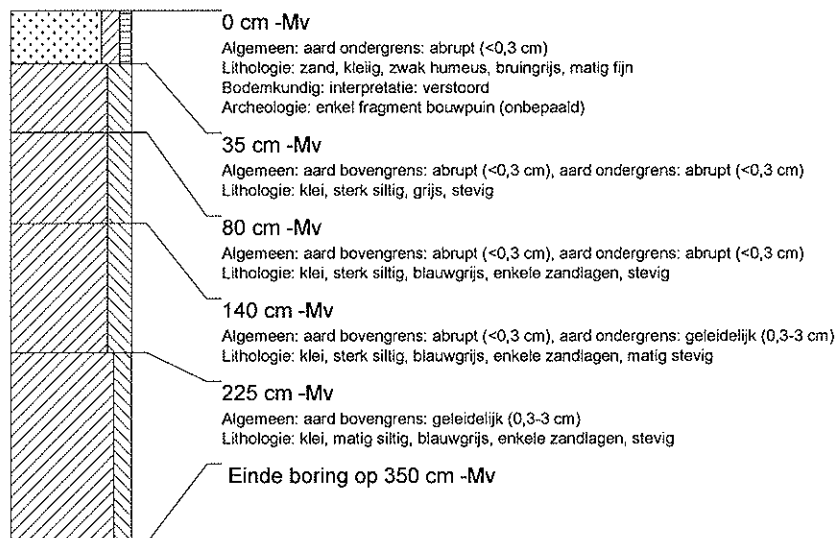 0 cm -Mv
Algemeen: aard ondergrens: abrupt (<0,3 cm)
Lithologie: zand, kleiig, zwak humeus, bruingrijs, matig fijn
Bodemkundig: interpretatie: verstoord
Archeologie: enkel fragment bouwpuin (onbepaald)
35 cm -Mv
Algemeen: aard bovengrens: abrupt (<0,3 cm), aard ondergrens: abrupt (<0,3 cm)
Lithologie: klei, sterk siltig, grijs, stevig
80 cm -Mv
Algemeen: aard bovengrens: abrupt (<0,3 cm), aard ondergrens: abrupt (<0,3 cm)
Lithologie: klei, sterk siltig, blauwgrijs, enkele zandlagen, stevig
140 cm -Mv
Algemeen: aard bovengrens: abrupt (<0,3 cm), aard ondergrens: geleidelijk (0,3-3 cm)
Lithologie: klei, sterk siltig, blauwgrijs, enkele zandlagen, matig stevig
225 cm -Mv
Algemeen: aard bovengrens: geleidelijk (0,3-3 cm)
Lithologie: klei, matig siltig, blauwgrijs, enkele zandlagen, stevig
Einde boring op 350 cm -Mv